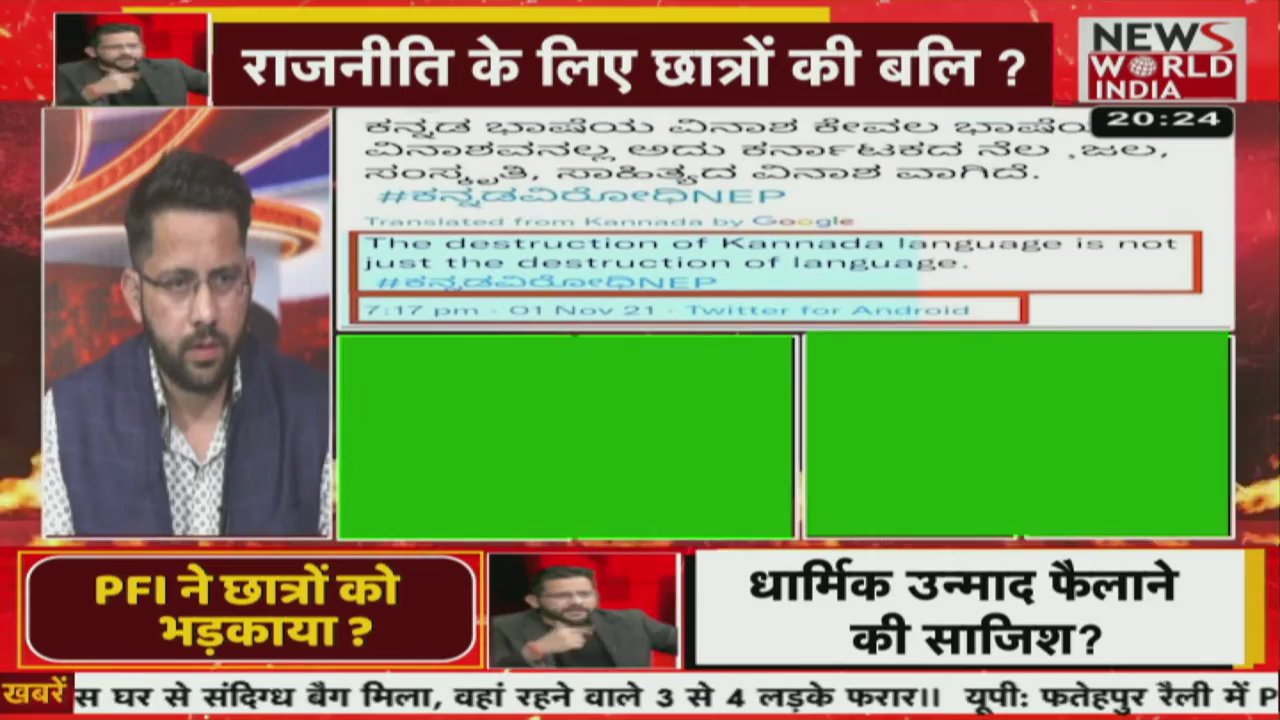 राजनीति के लिए छात्रों की बलि ?
NEWS
WORLD
INDIA
20:24
ಕನ್ನಡ ಭಾಷೆಯ ವಿನಾಶ ಕೇವಲ
ವಿನಾಶವನಲ್ಲ ಅದು ಕರ್ನಾಟಕದ ನೆಲ ,ಜಲ,
ಸಂಸ್ಕೃತಿ, ಸಾಹಿತ್ಯದ ವಿನಾಶ ವಾಗಿದೆ.
#ಕನ್ನಡವಿರೋಧಿNEP
Translated from Kannada by Google
The destruction of Kannada language is not
just the destruction of language.
#ಕನ್ನಡವಿರೋಧಿNEP
7:17 pm · 01 Nov 21 · Twitter for Android
PFI ने छात्रों को
भड़काया ?
धार्मिक उन्माद फैलाने
की साजिश?
खबरें
स घर से संदिग्ध बैग मिला, वहां रहने वाले 3 से 4 लड़के फरार।। यूपी: फतेहपुर रैली में P